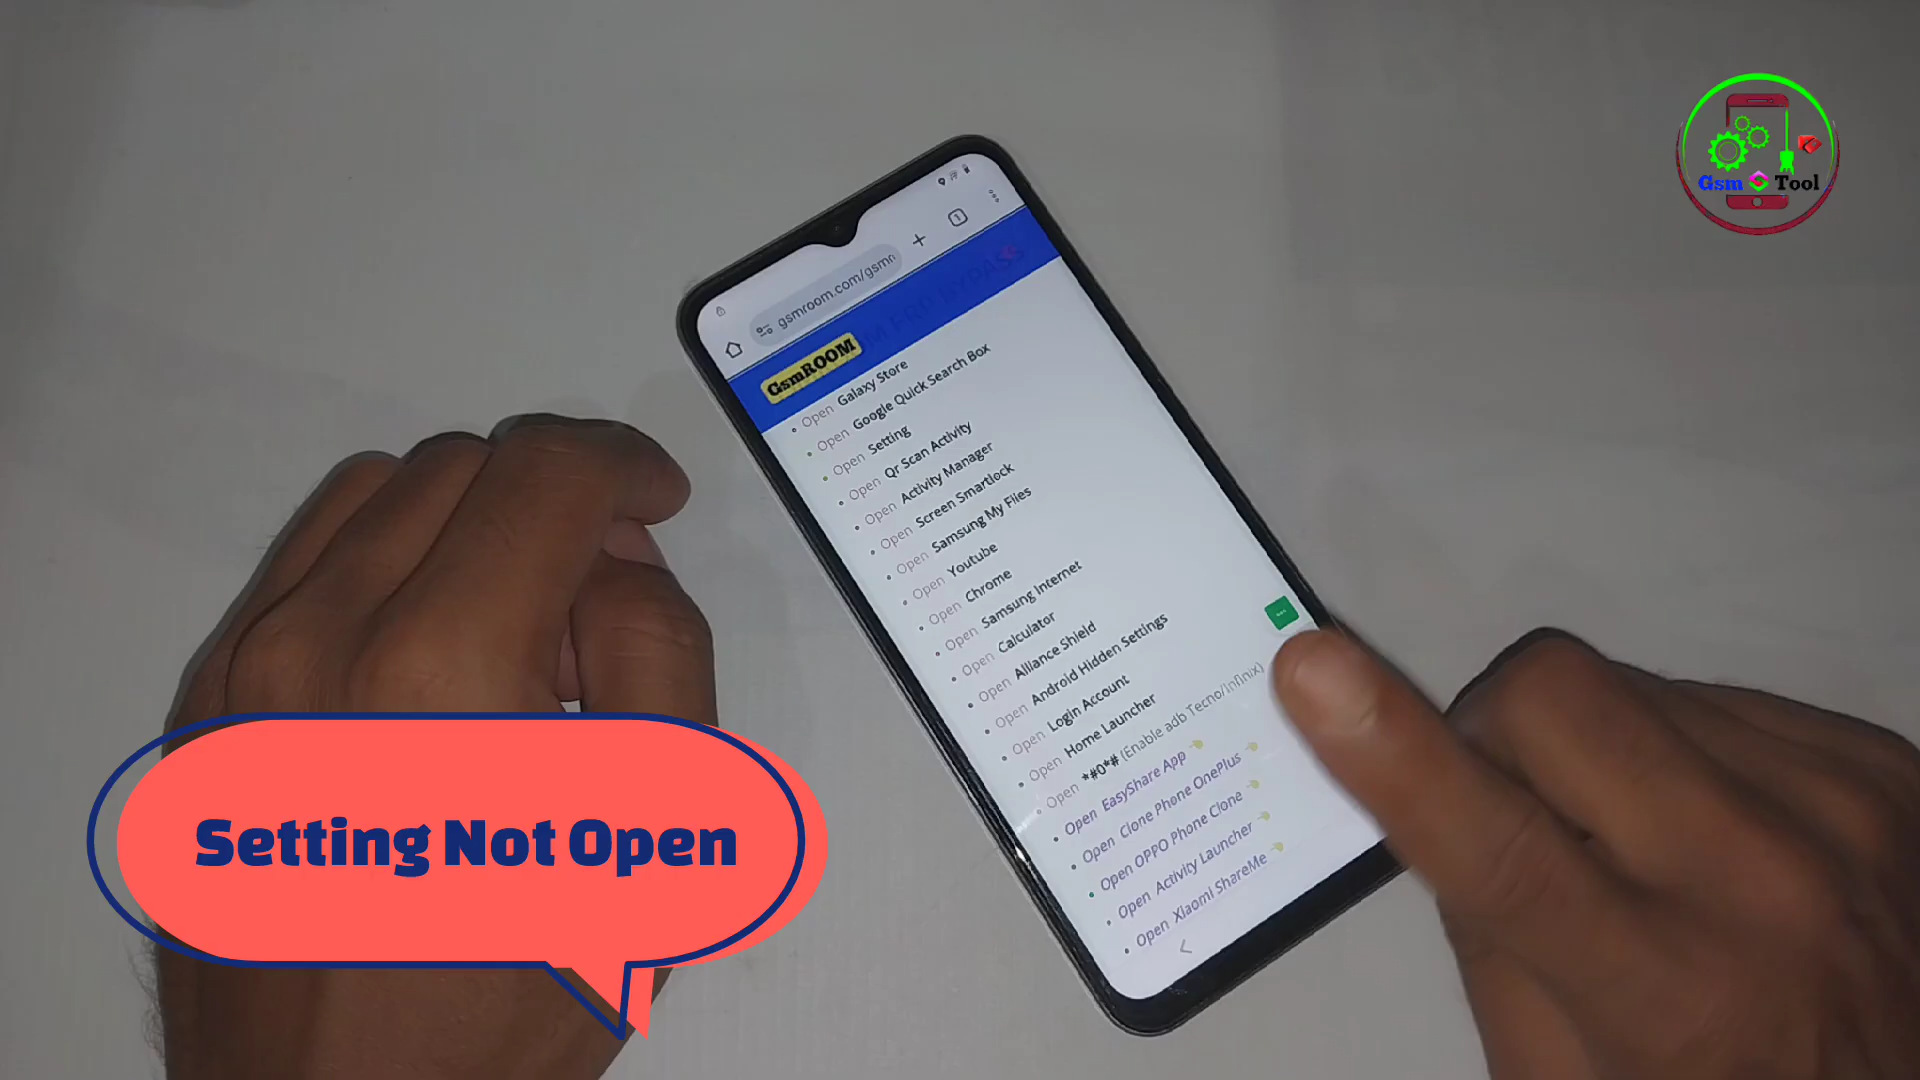 Gsm Tool
1
gsmroom.com/gsmr
GsmROOM
M FRP BYPASS
Open Galaxy Store
Open Google Quick Search Box
Open Setting
Open Qr Scan Activity
Open Activity Manager
Open Screen Smartlock
Open Samsung My Files
Open Youtube
Open Chrome
Open Samsung Internet
Open Calculator
Open Alliance Shield
Open Android Hidden Settings
Open Login Account
Open Home Launcher
Open *#0*# (Enable adb Tecno/Infinix)
Open EasyShare App
Open Clone Phone OnePlus
Open OPPO Phone Clone
Open Activity Launcher
Open Xiaomi ShareMe
Setting Not Open